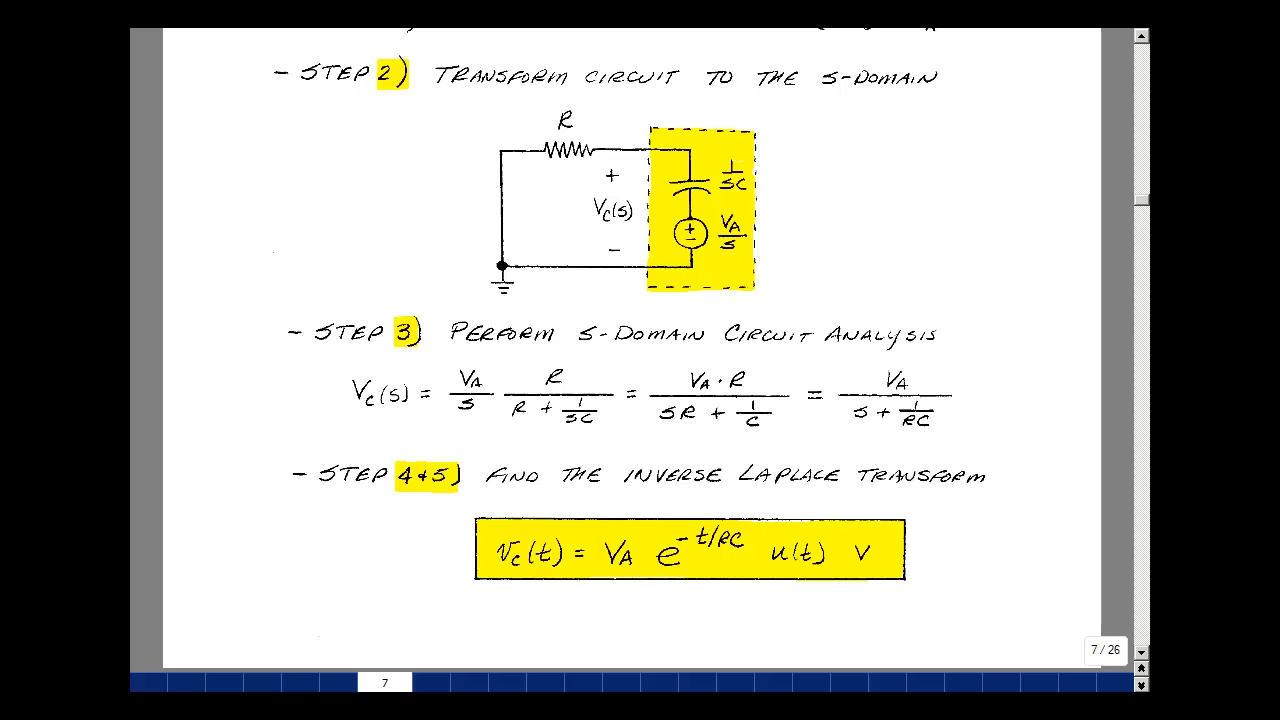 - STEP 2) TRANSFORM CIRCUIT TO THE S-DOMAIN
R
+
Vc(s)
-
1/SC
+
-
VA/S
- STEP 3) PERFORM S-DOMAIN CIRCUIT ANALYSIS
Vc(s) = VA/S R/(R + 1/SC) = VA · R/(SR + 1/C) = VA/(S + 1/RC)
- STEP 4 & 5) FIND THE INVERSE LAPLACE TRANSFORM
vc(t) = VA e^-t/RC u(t) V
7 / 26
7